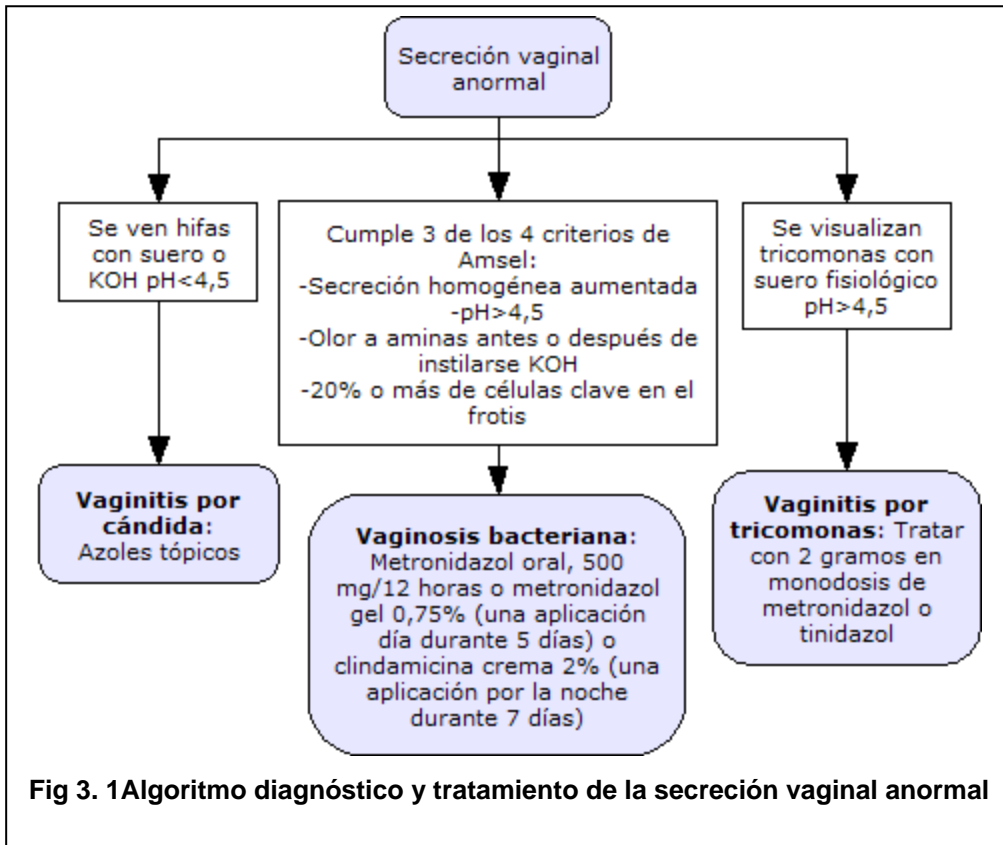 Secreción vaginal
anormal
Se ven hifas
con suero o
KOH pH<4,5
Cumple 3 de los 4 criterios de
Amsel:
-Secreción homogénea aumentada
-pH>4,5
-Olor a aminas antes o después de
instilarse KOH
-20% o más de células clave en el
frotis
Se visualizan
tricomonas con
suero fisiológico
pH>4,5
Vaginitis por
cándida:
Azoles tópicos
Vaginosis bacteriana:
Metronidazol oral, 500
mg/12 horas o metronidazol
gel 0,75% (una aplicación
día durante 5 días) o
clindamicina crema 2% (una
aplicación por la noche
durante 7 días)
Vaginitis por
tricomonas: Tratar
con 2 gramos en
monodosis de
metronidazol o
tinidazol
Fig 3. 1Algoritmo diagnóstico y tratamiento de la secreción vaginal anormal